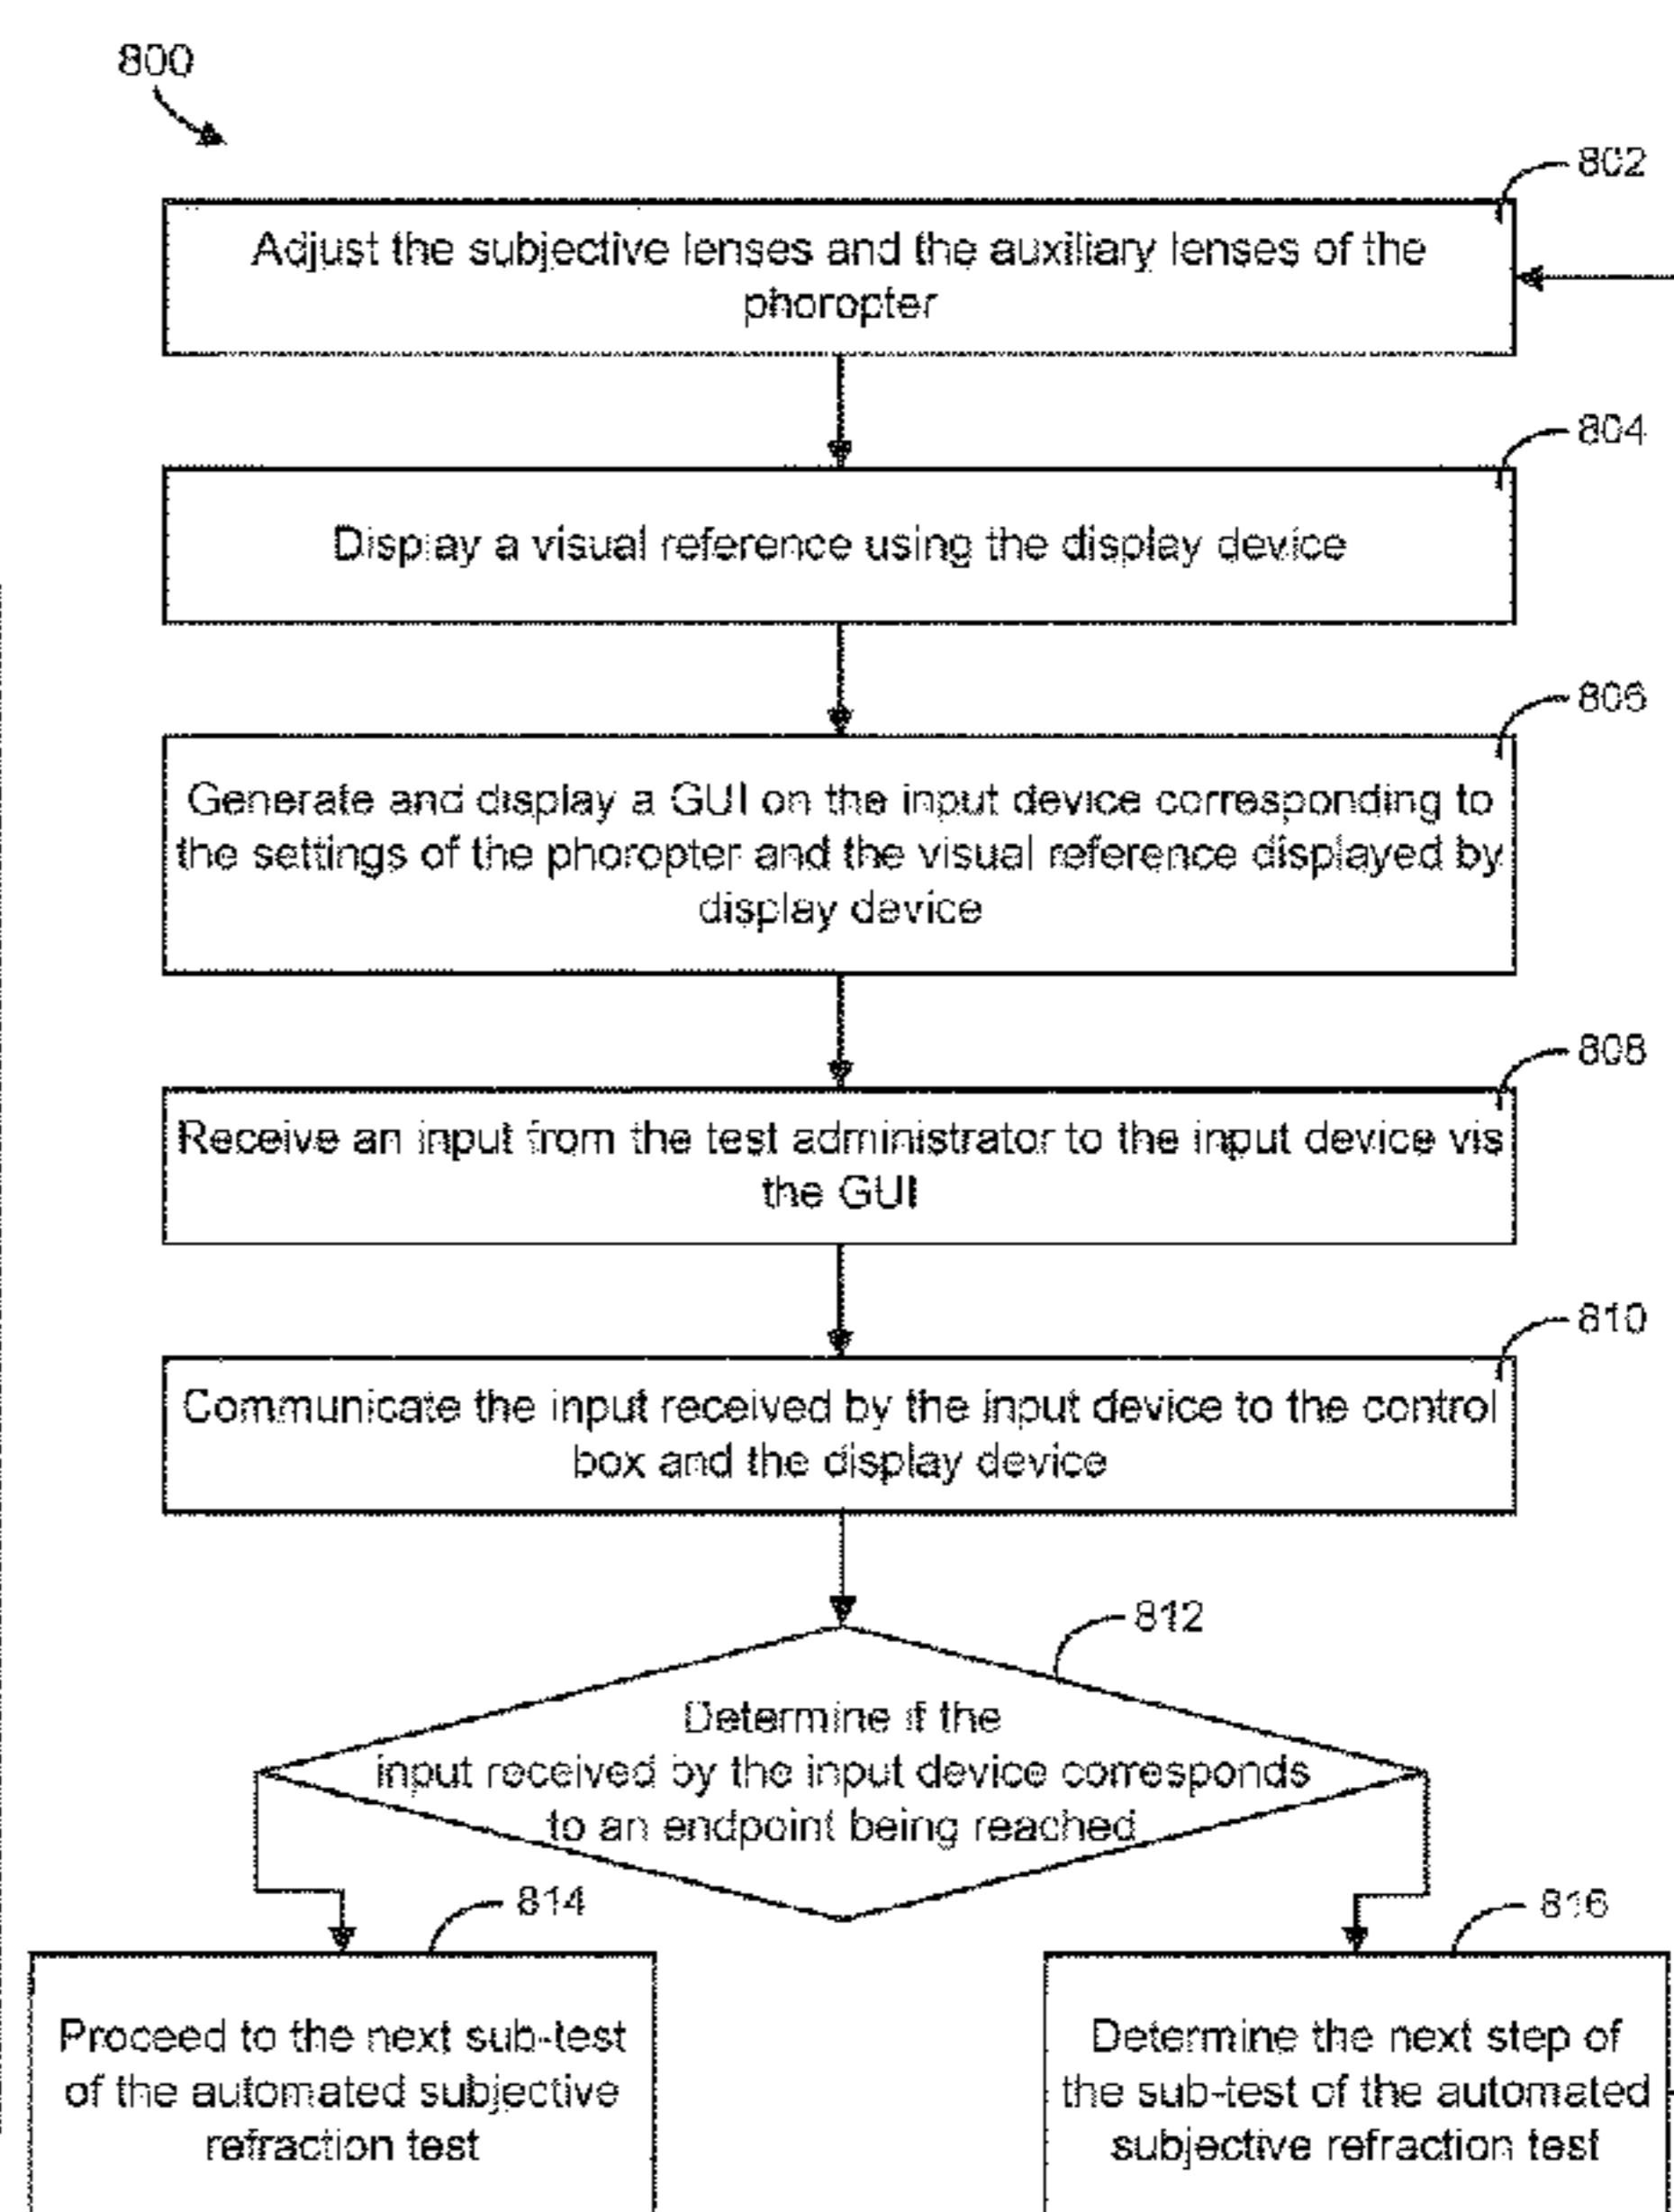 800
802
Adjust the subjective lenses and the auxiliary lenses of the
phoropter
804
Display a visual reference using the display device
806
Generate and display a GUI on the input device corresponding to
the settings of the phoropter and the visual reference displayed by
display device
808
Receive an input from the test administrator to the input device vis
the GUI
810
Communicate the input received by the input device to the control
box and the display device
812
Determine if the
input received by the input device corresponds
to an endpoint being reached
814
Proceed to the next sub-test
of the automated subjective
refraction test
816
Determine the next step of
the sub-test of the automated
subjective refraction test